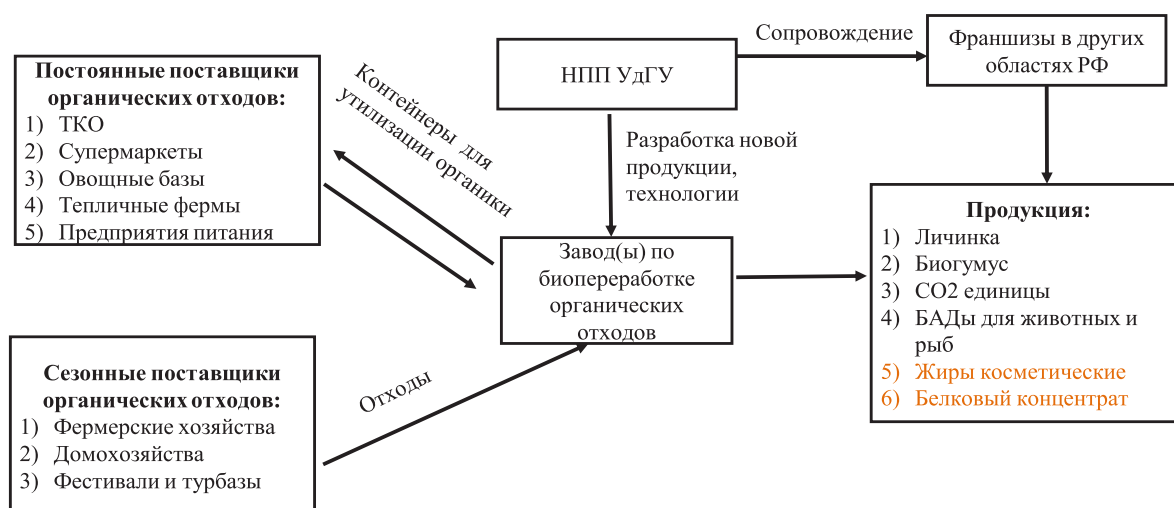 Постоянные поставщики
органических отходов:
1) ТКО
2) Супермаркеты
3) Овощные базы
4) Тепличные фермы
5) Предприятия питания
Контейнеры для
утилизации органики
НПП УдГУ
Сопровождение
Франшизы в других
областях РФ
Разработка новой
продукции,
технологии
Завод(ы) по
биопереработке
органических
отходов
Продукция:
1) Личинка
2) Биогумус
3) СО2 единицы
4) БАДы для животных и
рыб
5) Жиры косметические
6) Белковый концентрат
Сезонные поставщики
органических отходов:
1) Фермерские хозяйства
2) Домохозяйства
3) Фестивали и турбазы
Отходы